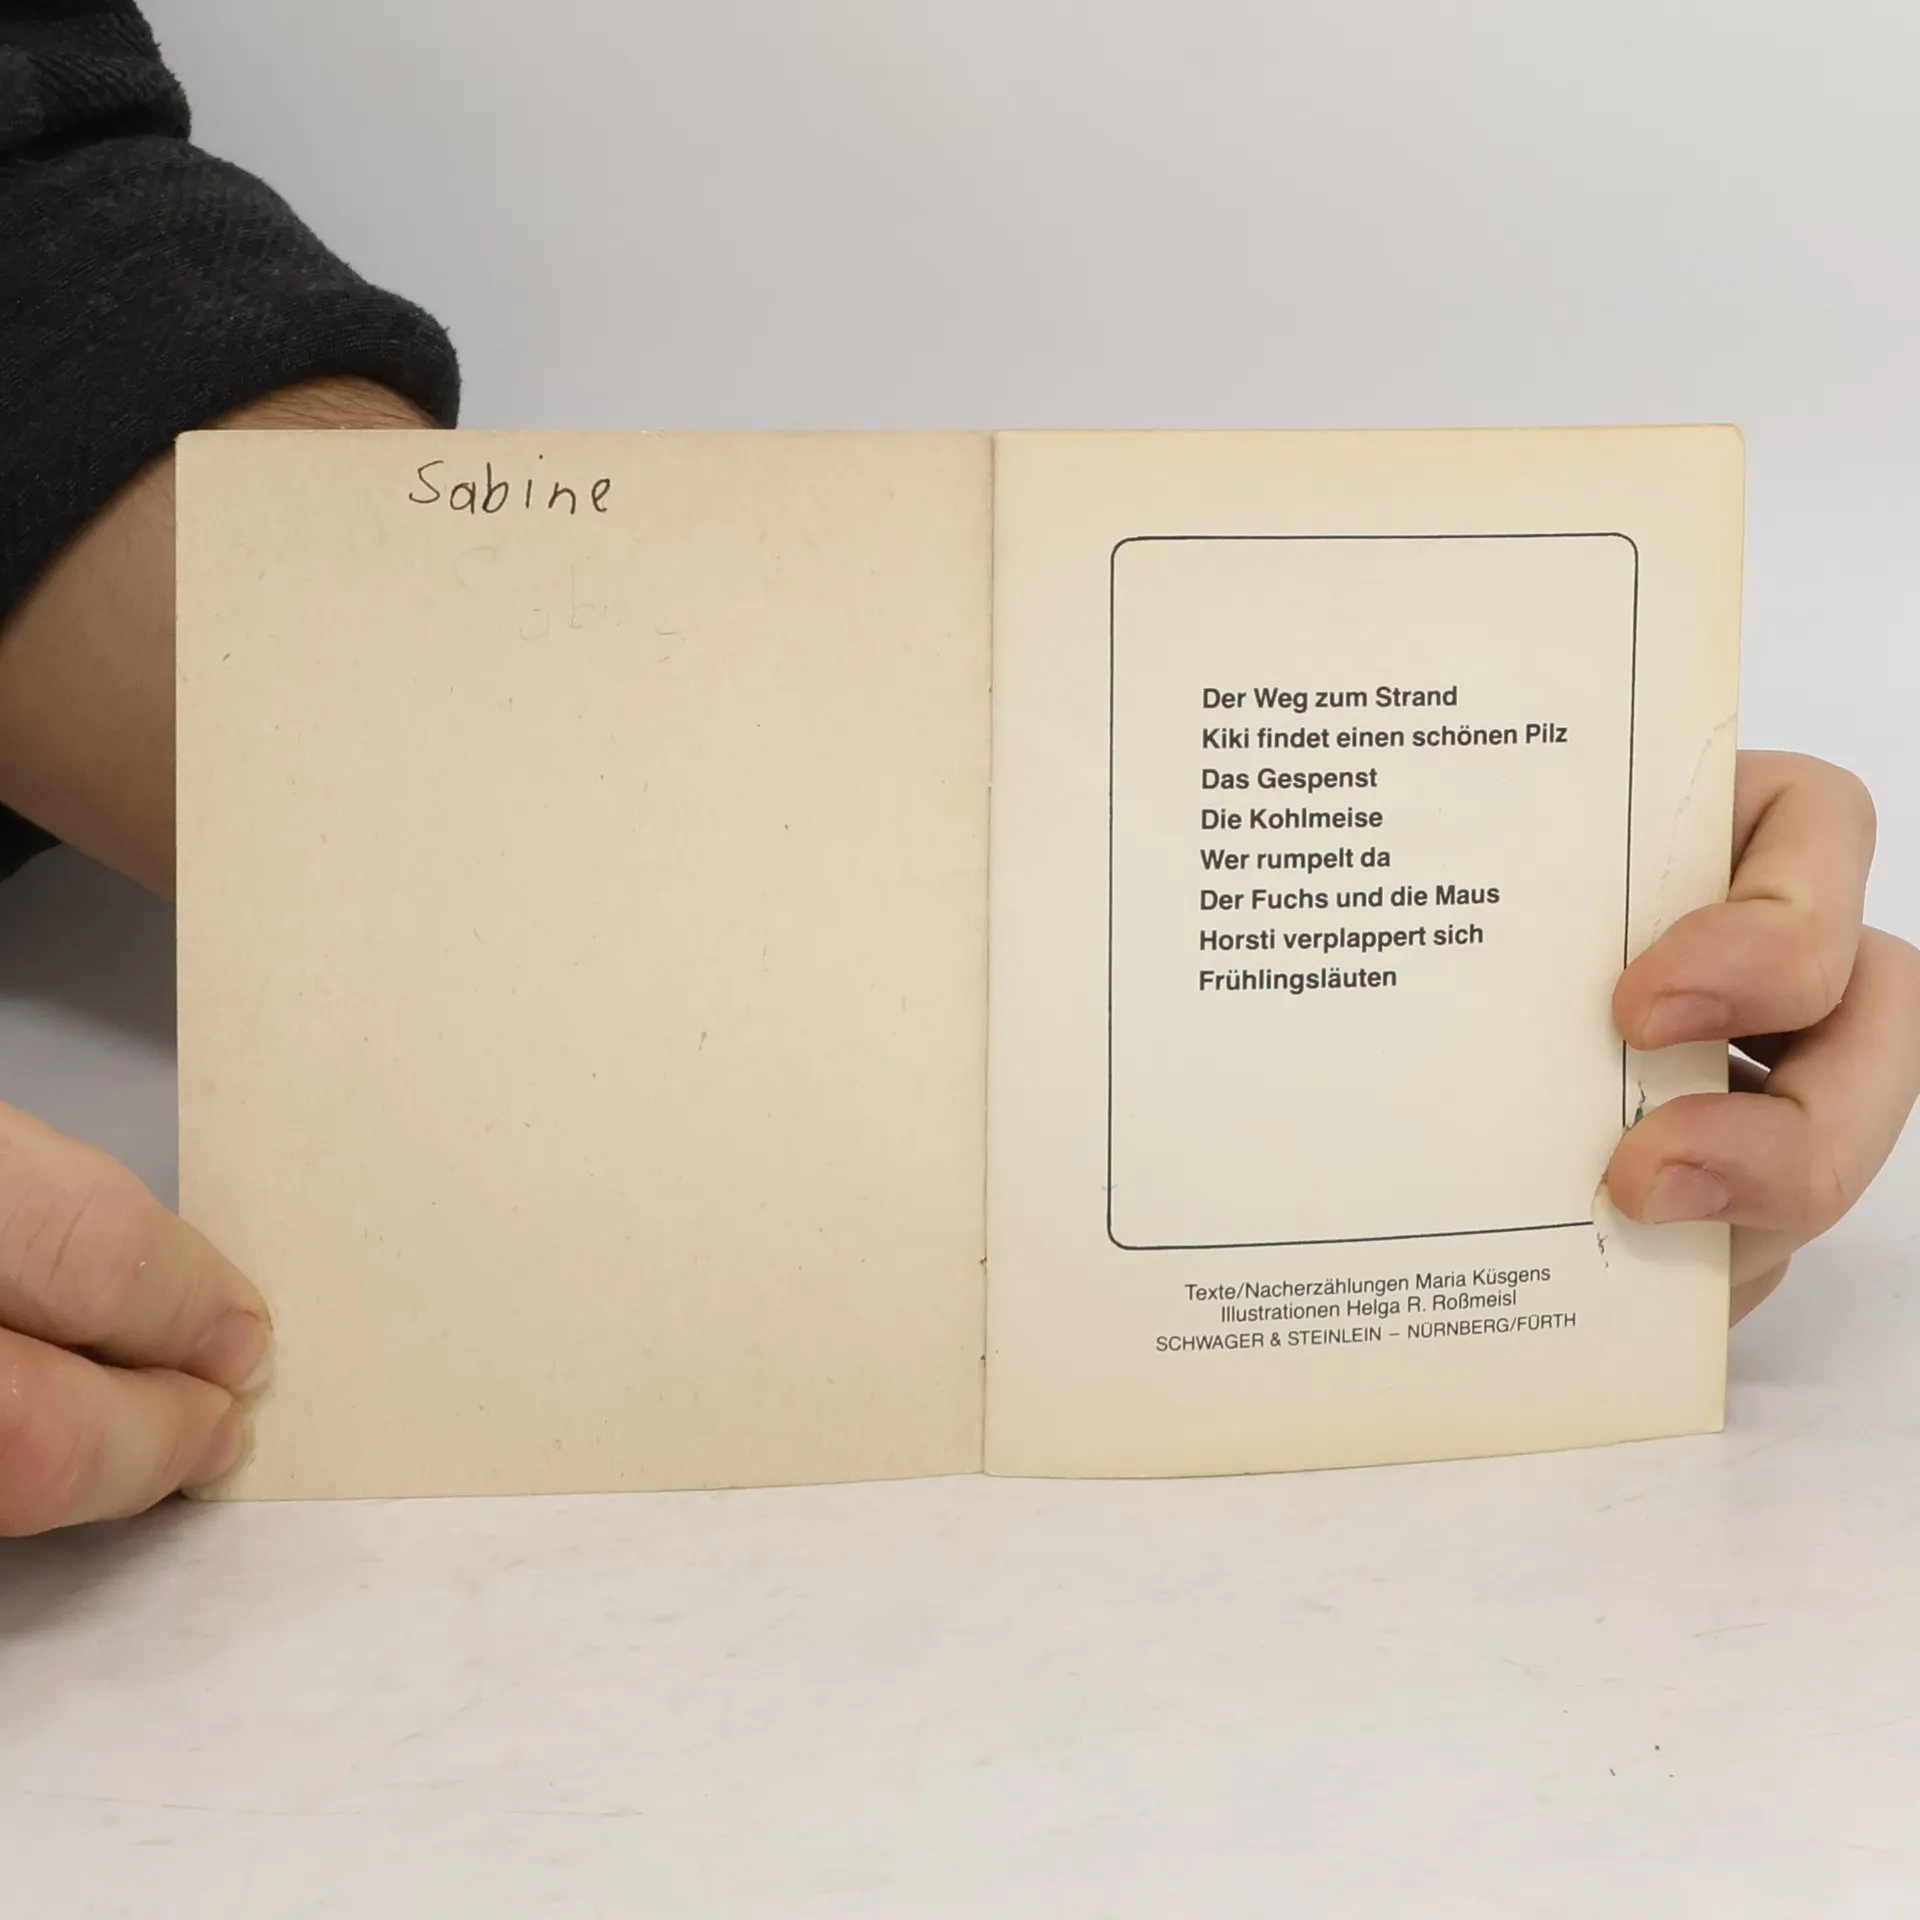 Sabine
Der Weg zum Strand
Kiki findet einen schönen Pilz
Das Gespenst
Die Kohlmeise
Wer rumpelt da
Der Fuchs und die Maus
Horsti verplappert sich
Frühlingsläuten
Texte/Nacherzählungen Maria Küsgens
Illustrationen Helga R. Roßmeisl
SCHWAGER & STEINLEIN – NÜRNBERG/FÜRTH